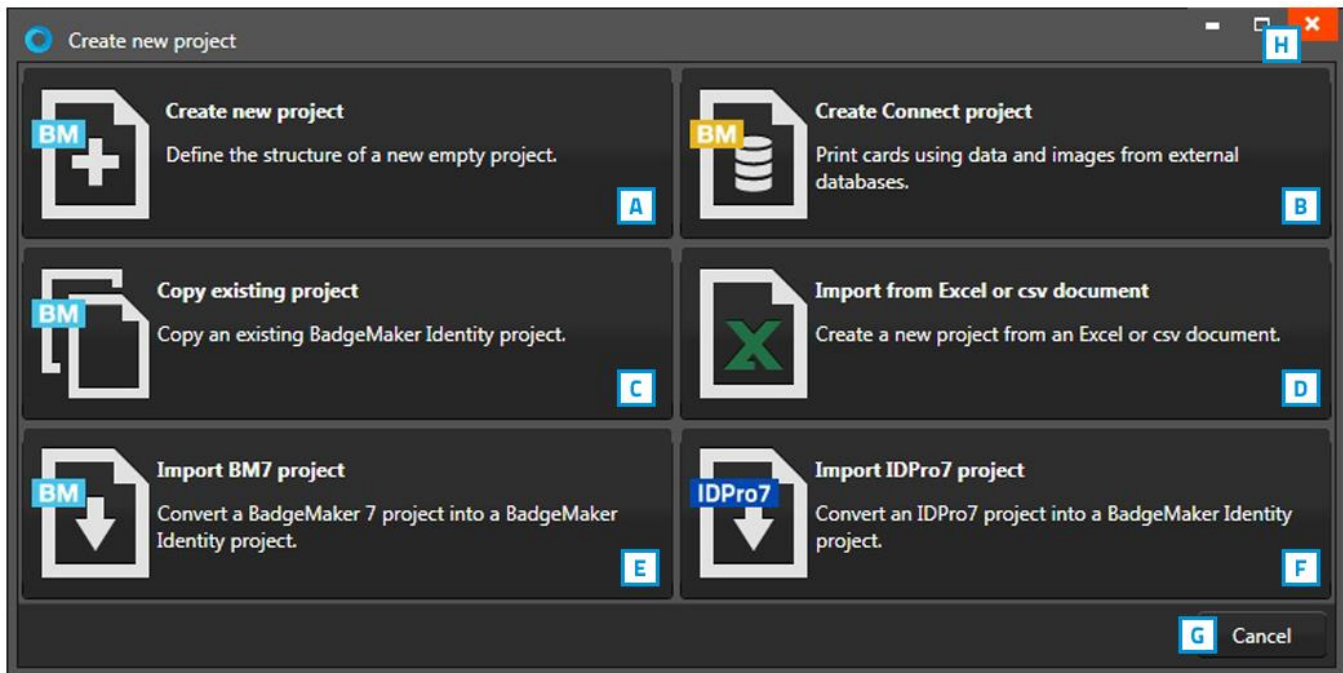 Create new project
H
Create new project
BM
Define the structure of a new empty project.
A
Create Connect project
BM
Print cards using data and images from external
databases.
B
Copy existing project
BM
Copy an existing BadgeMaker Identity project.
C
Import from Excel or csv document
X
Create a new project from an Excel or csv document.
D
Import BM7 project
BM
Convert a BadgeMaker 7 project into a BadgeMaker
Identity project.
E
Import IDPro7 project
IDPro7
Convert an IDPro7 project into a BadgeMaker Identity
project.
F
G
Cancel